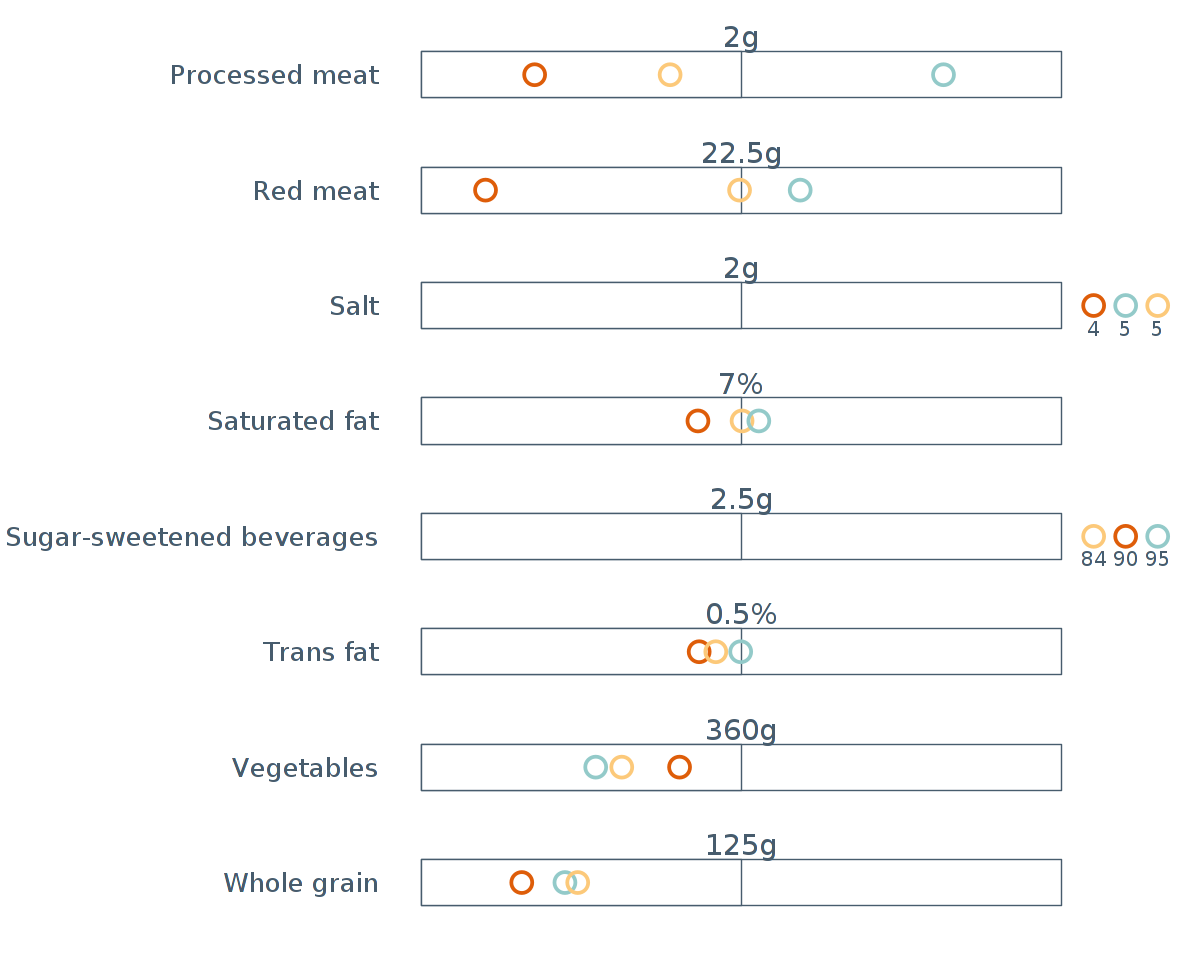 2g
Processed meat
22.5g
Red meat
2g
Salt
4 5 5
7%
Saturated fat
2.5g
Sugar-sweetened beverages
84 90 95
0.5%
Trans fat
360g
Vegetables
125g
Whole grain